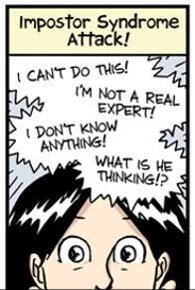 Impostor Syndrome
Attack!
I CAN'T DO THIS!
I'M NOT A REAL
EXPERT!
I DON'T KNOW
ANYTHING!
WHAT IS HE
THINKING!?